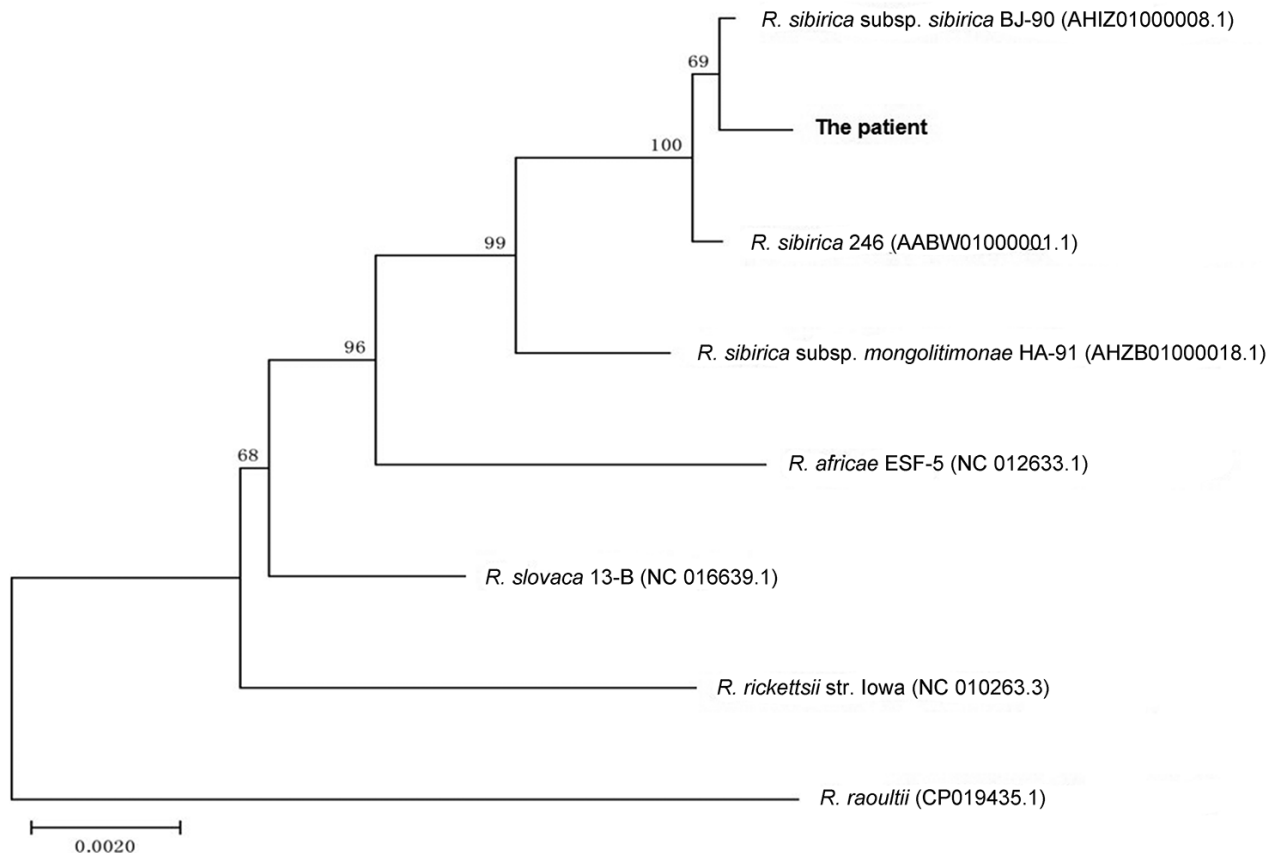 R. sibirica subsp. sibirica BJ-90 (AHIZ01000008.1)
69
The patient
100
R. sibirica 246 (AABW01000001.1)
99
R. sibirica subsp. mongolitimonae HA-91 (AHZB01000018.1)
96
R. africae ESF-5 (NC 012633.1)
68
R. slovaca 13-B (NC 016639.1)
R. rickettsii str. Iowa (NC 010263.3)
R. raoultii (CP019435.1)
0.0020